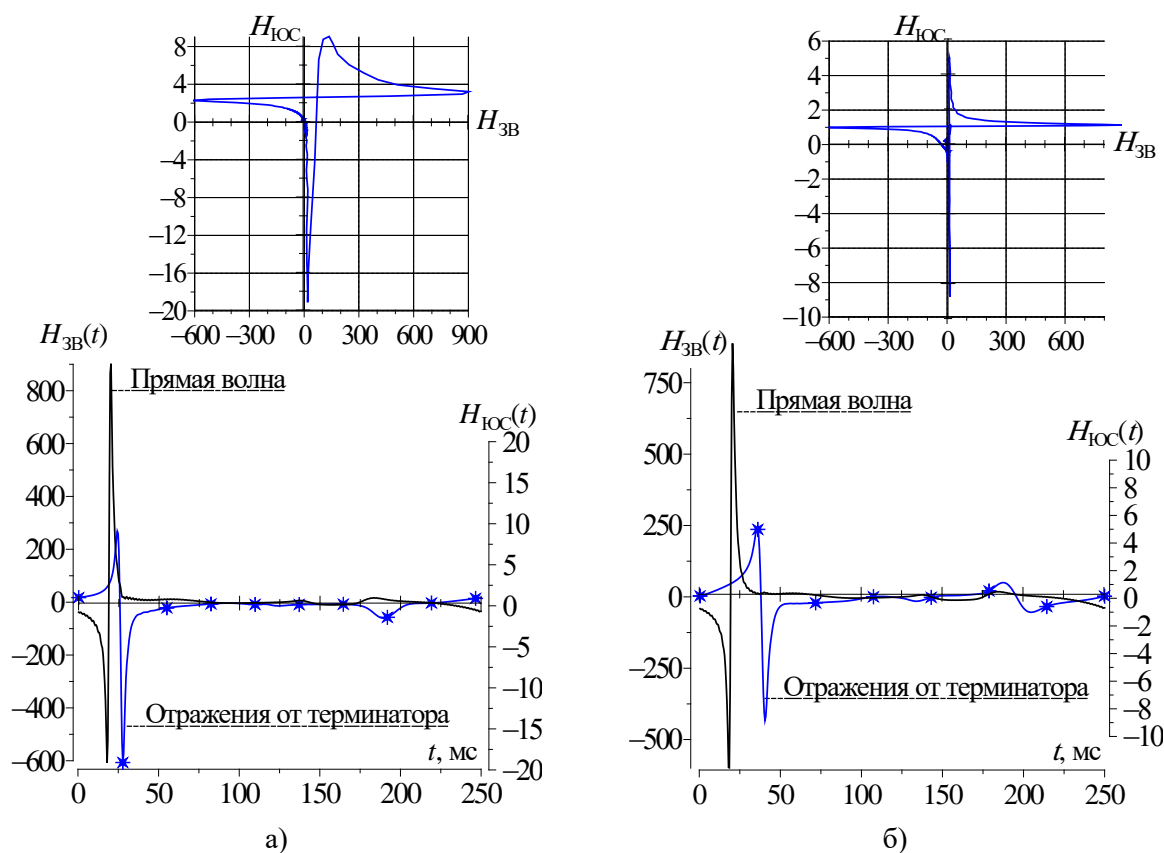 H_ЮС
8
4
0
–4
–8
–12
–16
–20
H_ЗВ
–600 –300 0 300 600 900
H_ЗВ(t)
800
600
400
200
0
–200
–400
–600
Прямая волна
H_ЮС(t)
20
15
10
5
0
–5
–10
–15
–20
Отражения от терминатора
t, мс
0 50 100 150 200 250
а)
H_ЮС
6
4
2
0
–2
–4
–6
–8
–10
H_ЗВ
–600 –300 0 300 600
H_ЗВ(t)
750
500
250
0
–250
–500
Прямая волна
H_ЮС(t)
10
8
6
4
2
0
–2
–4
–6
–8
–10
Отражения от терминатора
t, мс
0 50 100 150 200 250
б)